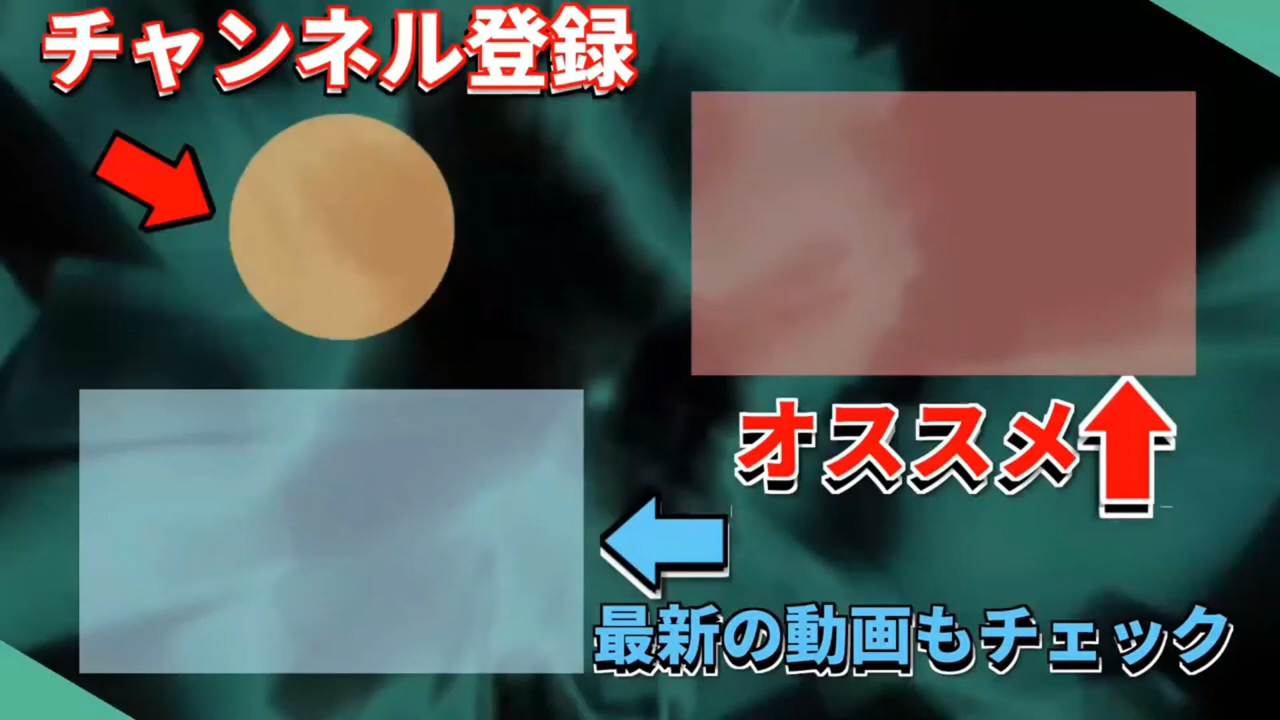 チャンネル登録
オススメ
最新の動画もチェック